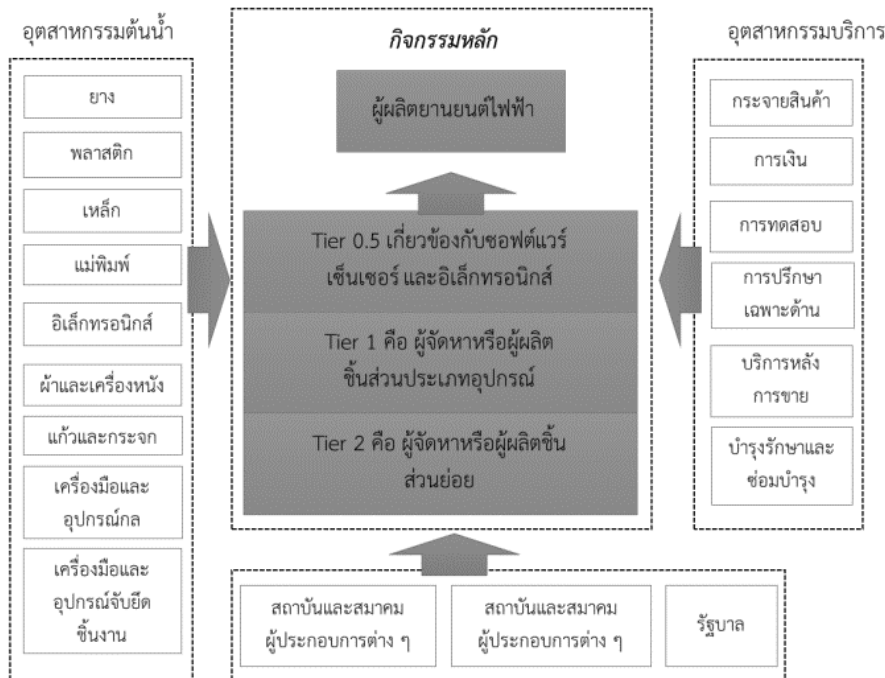 อุตสาหกรรมต้นน้ำ
ยาง
พลาสติก
เหล็ก
แม่พิมพ์
อิเล็กทรอนิกส์
ผ้าและเครื่องหนัง
แก้วและกระจก
เครื่องมือและ
อุปกรณ์กล
เครื่องมือและ
อุปกรณ์จับยึด
ชิ้นงาน
กิจกรรมหลัก
ผู้ผลิตยานยนต์ไฟฟ้า
Tier 0.5 เกี่ยวข้องกับซอฟต์แวร์
เซ็นเซอร์ และอิเล็กทรอนิกส์
Tier 1 คือ ผู้จัดหาหรือผู้ผลิต
ชิ้นส่วนประเภทอุปกรณ์
Tier 2 คือ ผู้จัดหาหรือผู้ผลิตชิ้น
ส่วนย่อย
อุตสาหกรรมบริการ
กระจายสินค้า
การเงิน
การทดสอบ
การปรึกษา
เฉพาะด้าน
บริการหลัง
การขาย
บำรุงรักษาและ
ซ่อมบำรุง
สถาบันและสมาคม
ผู้ประกอบการต่าง ๆ
สถาบันและสมาคม
ผู้ประกอบการต่าง ๆ
รัฐบาล